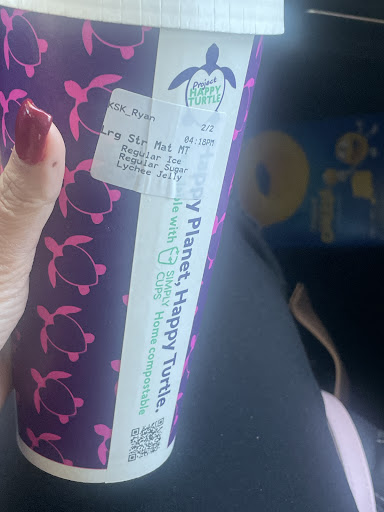 Project
HAPPY
TURTLE
KSK_Ryan
2/2
04:18PM
Lrg Str Mat MT
Regular Ice
Regular Sugar
Lychee Jelly
Happy Planet, Happy Turtle.
with SIMPLY CUPS Home compostable